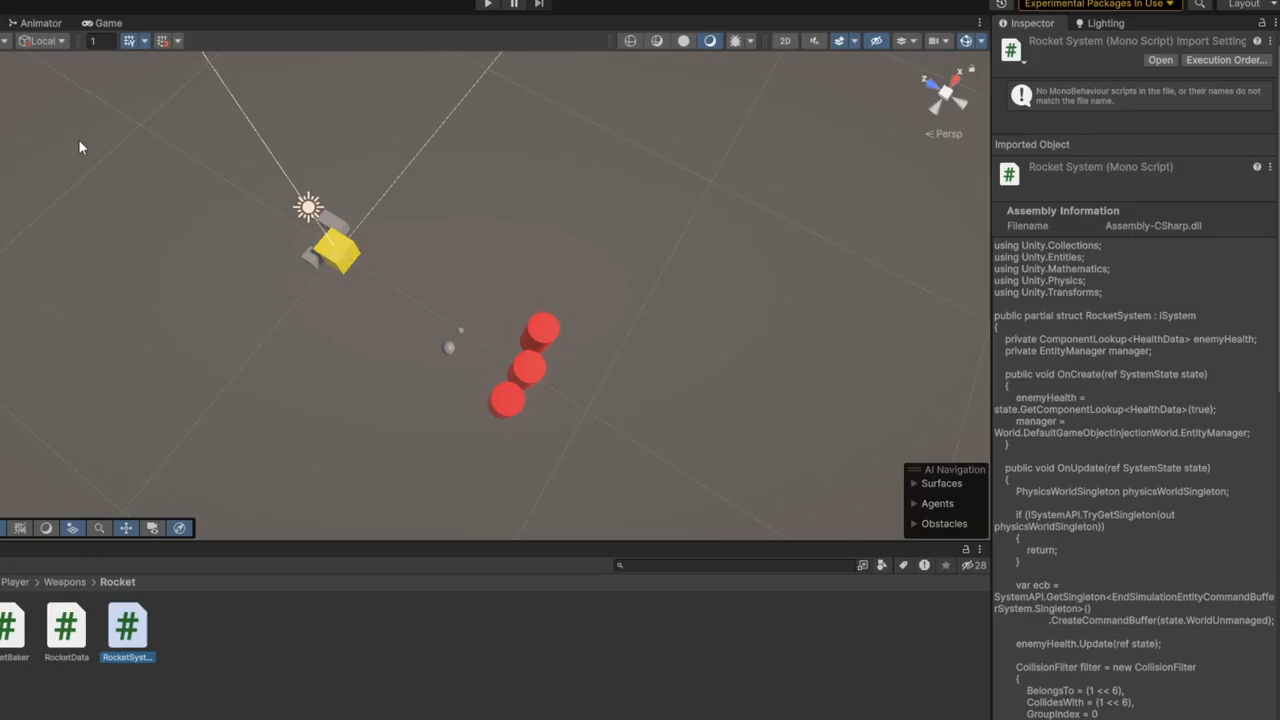 Experimental Packages In Use
Layout
Animator
Game
Inspector
Lighting
Local
1
2D
Rocket System (Mono Script) Import Setting
Open
Execution Order...
No MonoBehaviour scripts in the file, or their names do not
match the file name.
x
z
Persp
Imported Object
Rocket System (Mono Script)
Assembly Information
Filename
Assembly-CSharp.dll
using Unity.Collections;
using Unity.Entities;
using Unity.Mathematics;
using Unity.Physics;
using Unity.Transforms;
public partial struct RocketSystem : ISystem
{
private ComponentLookup<HealthData> enemyHealth;
private EntityManager manager;
public void OnCreate(ref SystemState state)
{
enemyHealth =
state.GetComponentLookup<HealthData>(true);
manager =
World.DefaultGameObjectInjectionWorld.EntityManager;
}
public void OnUpdate(ref SystemState state)
{
PhysicsWorldSingleton physicsWorldSingleton;
if (!SystemAPI.TryGetSingleton(out
physicsWorldSingleton))
{
return;
}
var ecb =
SystemAPI.GetSingleton<EndSimulationEntityCommandBuffe
rSystem.Singleton>()
.CreateCommandBuffer(state.WorldUnmanaged);
enemyHealth.Update(ref state);
CollisionFilter filter = new CollisionFilter
{
BelongsTo = (1 << 6),
CollidesWith = (1 << 6),
GroupIndex = 0
AI Navigation
Surfaces
Agents
Obstacles
28
Player > Weapons > Rocket
etBaker
RocketData
RocketSyst...